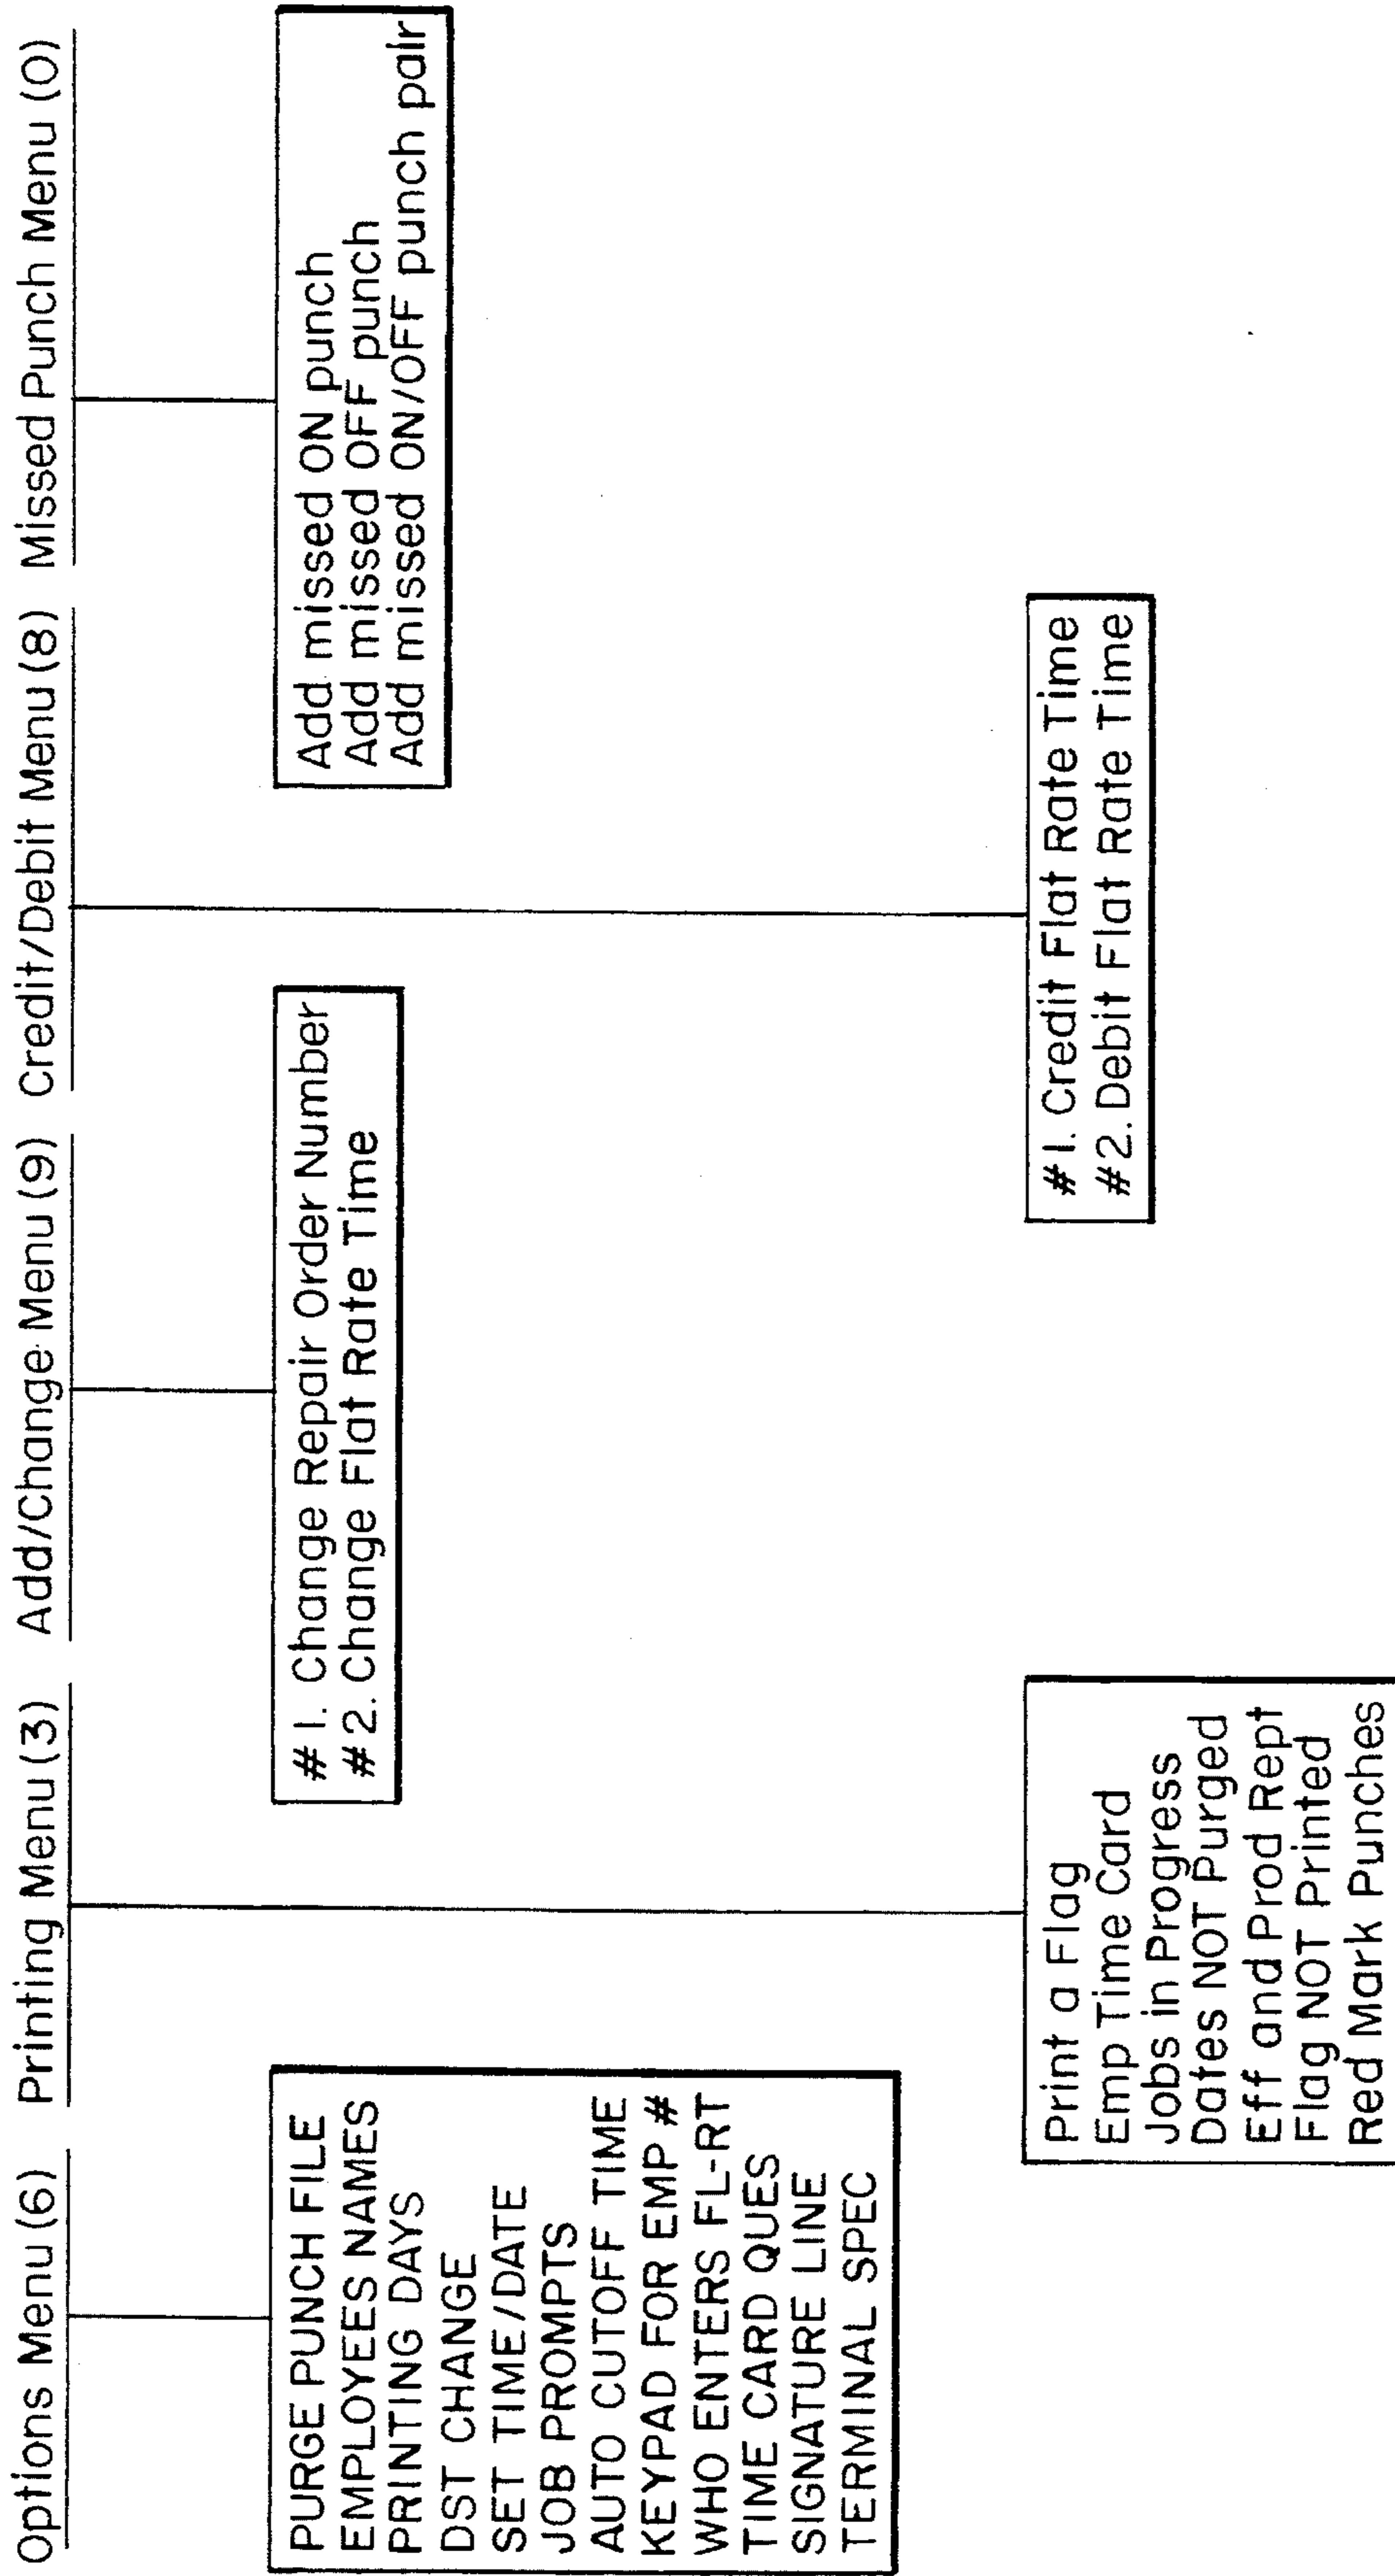 Options Menu (6)
Printing Menu (3)
Add/Change Menu (9)
Credit/Debit Menu (8)
Missed Punch Menu (0)
PURGE PUNCH FILE
EMPLOYEES NAMES
PRINTING DAYS
DST CHANGE
SET TIME/DATE
JOB PROMPTS
AUTO CUTOFF TIME
KEYPAD FOR EMP #
WHO ENTERS FL-RT
TIME CARD QUES
SIGNATURE LINE
TERMINAL SPEC
#1. Change Repair Order Number
#2. Change Flat Rate Time
Add missed ON punch
Add missed OFF punch
Add missed ON/OFF punch pair
Print a Flag
Emp Time Card
Jobs in Progress
Dates NOT Purged
Eff and Prod Rept
Flag NOT Printed
Red Mark Punches
#1. Credit Flat Rate Time
#2. Debit Flat Rate Time